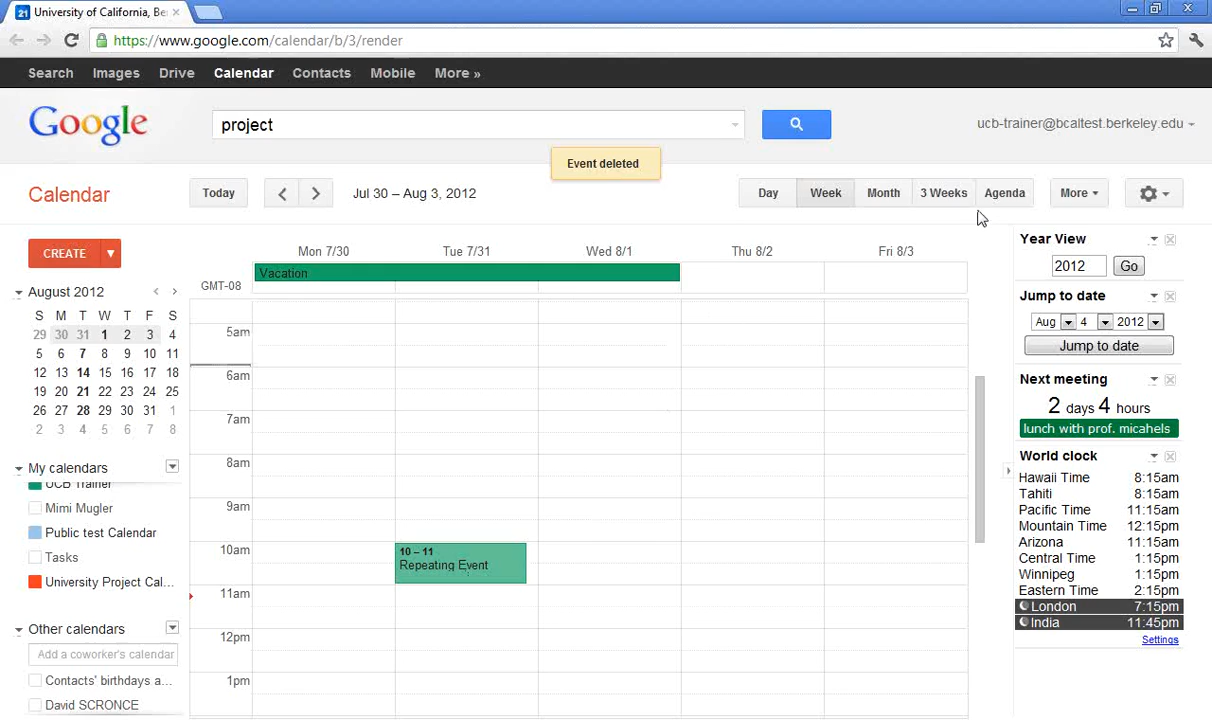 University of California, Be
https://www.google.com/calendar/b/3/render
Search Images Drive Calendar Contacts Mobile More »
Google
project
ucb-trainer@bcaltest.berkeley.edu
Event deleted
Calendar
Today
Jul 30 – Aug 3, 2012
Day Week Month 3 Weeks Agenda More
CREATE
August 2012
S M T W T F S
29 30 31 1 2 3 4
5 6 7 8 9 10 11
12 13 14 15 16 17 18
19 20 21 22 23 24 25
26 27 28 29 30 31 1
2 3 4 5 6 7 8
My calendars
UCB Trainer
Mimi Mugler
Public test Calendar
Tasks
University Project Cal...
Other calendars
Add a coworker's calendar
Contacts' birthdays a...
David SCRONCE
Mon 7/30 Tue 7/31 Wed 8/1 Thu 8/2 Fri 8/3
Vacation
GMT-08
5am
6am
7am
8am
9am
10am
11am
12pm
1pm
10 – 11
Repeating Event
Year View
2012 Go
Jump to date
Aug 4 2012
Jump to date
Next meeting
2 days 4 hours
lunch with prof. micahels
World clock
Hawaii Time 8:15am
Tahiti 8:15am
Pacific Time 11:15am
Mountain Time 12:15pm
Arizona 11:15am
Central Time 1:15pm
Winnipeg 1:15pm
Eastern Time 2:15pm
London 7:15pm
India 11:45pm
Settings